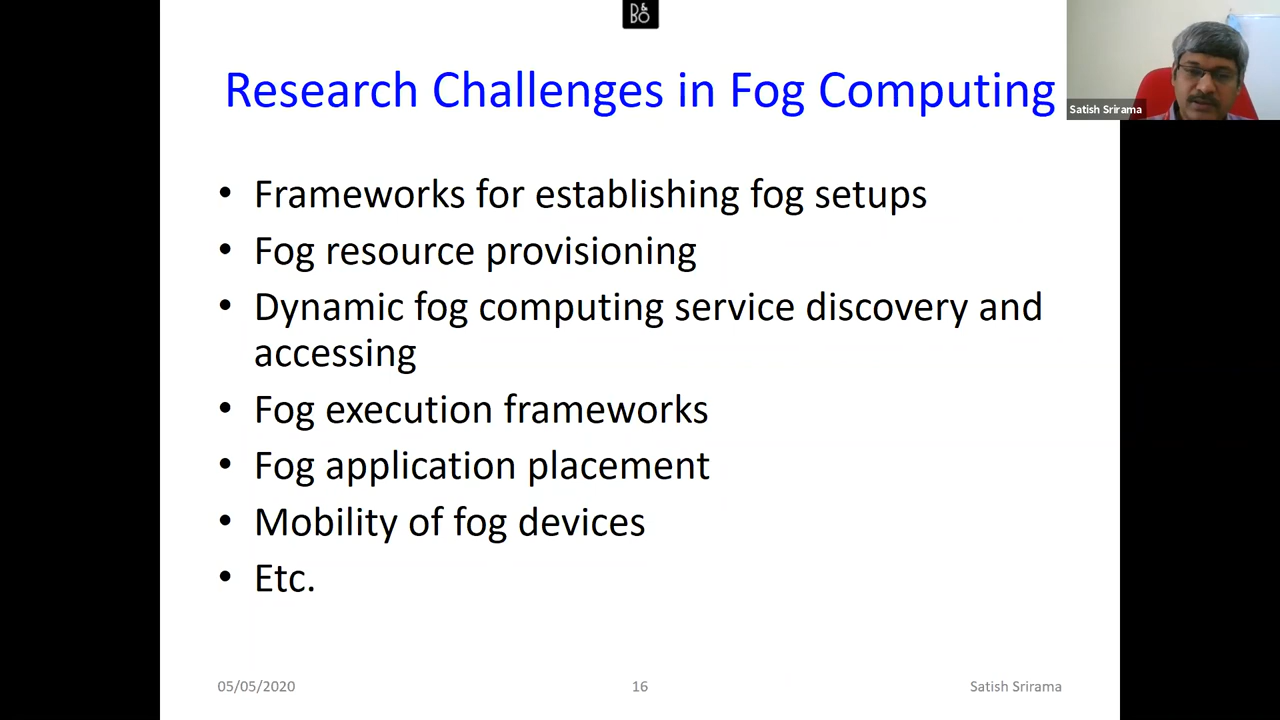 B&O
Research Challenges in Fog Computing
Satish Srirama
• Frameworks for establishing fog setups
• Fog resource provisioning
• Dynamic fog computing service discovery and
accessing
• Fog execution frameworks
• Fog application placement
• Mobility of fog devices
• Etc.
05/05/2020
16
Satish Srirama